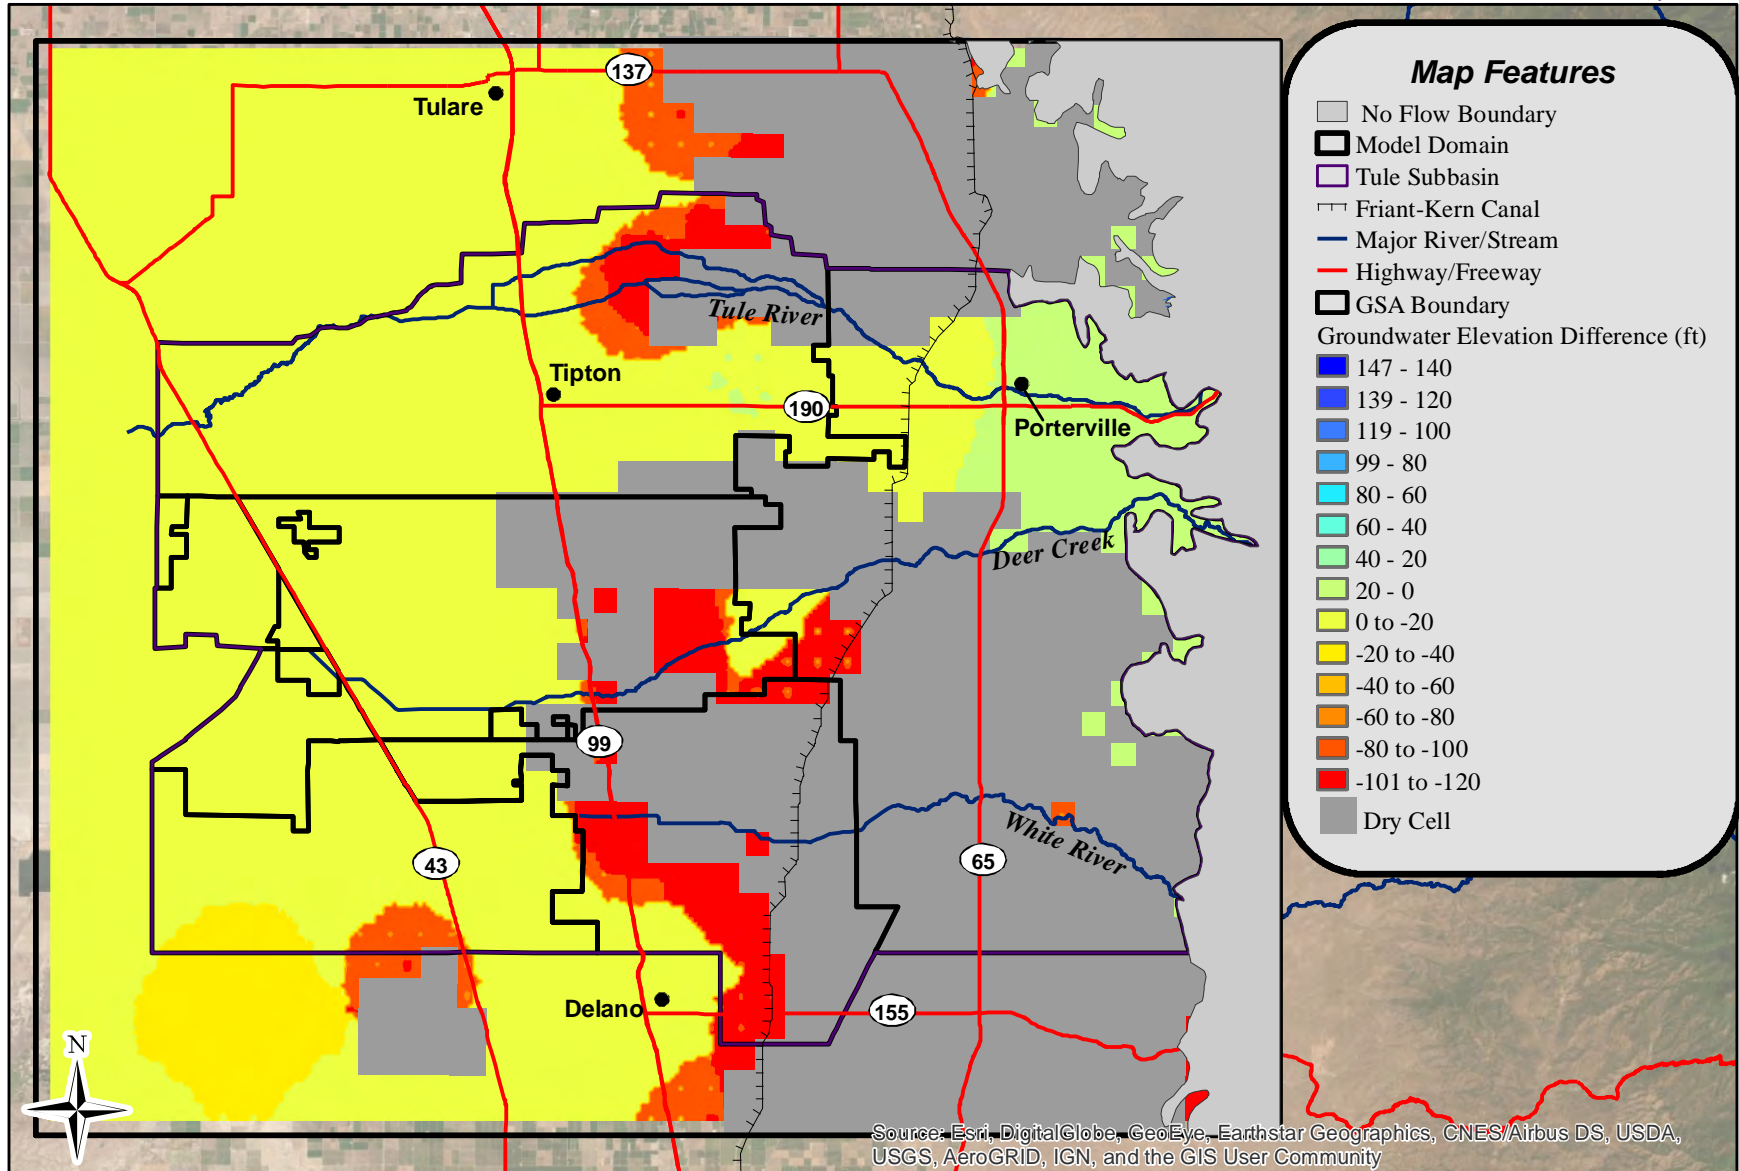 137
Tulare
Tule River
Tipton
190
Porterville
Deer Creek
99
White River
43
65
Delano
155
N
Map Features
No Flow Boundary
Model Domain
Tule Subbasin
Friant-Kern Canal
Major River/Stream
Highway/Freeway
GSA Boundary
Groundwater Elevation Difference (ft)
147 - 140
139 - 120
119 - 100
99 - 80
80 - 60
60 - 40
40 - 20
20 - 0
0 to -20
-20 to -40
-40 to -60
-60 to -80
-80 to -100
-101 to -120
Dry Cell
Source: Esri, DigitalGlobe, GeoEye, Earthstar Geographics, CNES/Airbus DS, USDA,
USGS, AeroGRID, IGN, and the GIS User Community